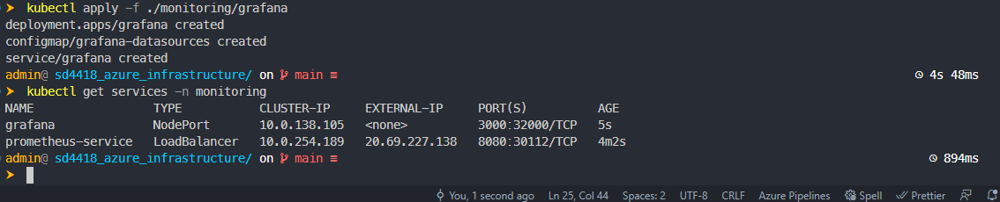 ➤ kubectl apply -f ./monitoring/grafana
deployment.apps/grafana created
configmap/grafana-datasources created
service/grafana created
admin@ sd4418_azure_infrastructure/ on main ≡ 4s 48ms
➤ kubectl get services -n monitoring
NAME TYPE CLUSTER-IP EXTERNAL-IP PORT(S) AGE
grafana NodePort 10.0.138.105 <none> 3000:32000/TCP 5s
prometheus-service LoadBalancer 10.0.254.189 20.69.227.138 8080:30112/TCP 4m2s
admin@ sd4418_azure_infrastructure/ on main ≡ 894ms
➤
You, 1 second ago Ln 25, Col 44 Spaces: 2 UTF-8 CRLF Azure Pipelines Spell Prettier